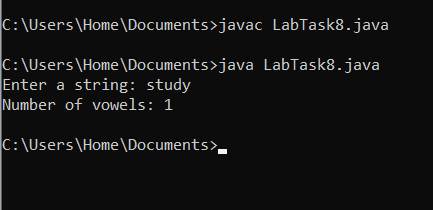 C:\Users\Home\Documents>javac LabTask8.java
C:\Users\Home\Documents>java LabTask8.java
Enter a string: study
Number of vowels: 1
C:\Users\Home\Documents>